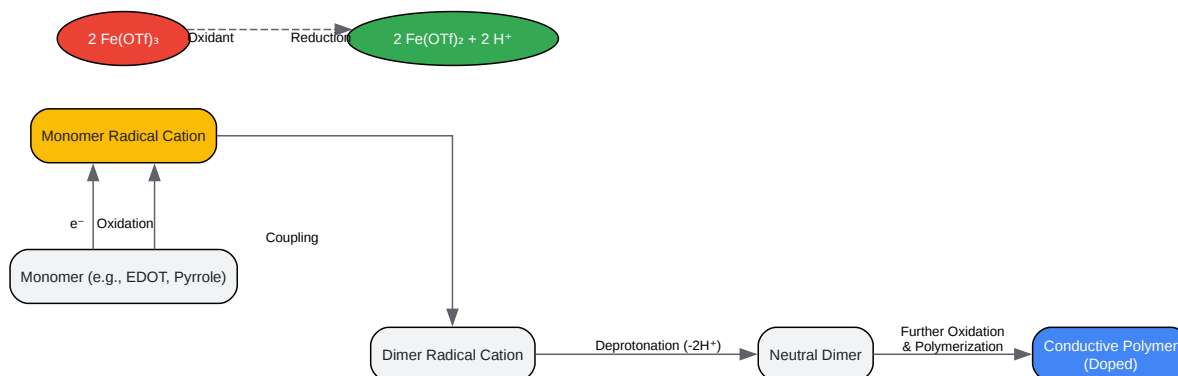 2 Fe(OTf)₃
Oxidant
Reduction
2 Fe(OTf)₂ + 2 H⁺
Monomer Radical Cation
e⁻
Oxidation
Coupling
Monomer (e.g., EDOT, Pyrrole)
Dimer Radical Cation
Deprotonation (-2H⁺)
Neutral Dimer
Further Oxidation
& Polymerization
Conductive Polymer
(Doped)